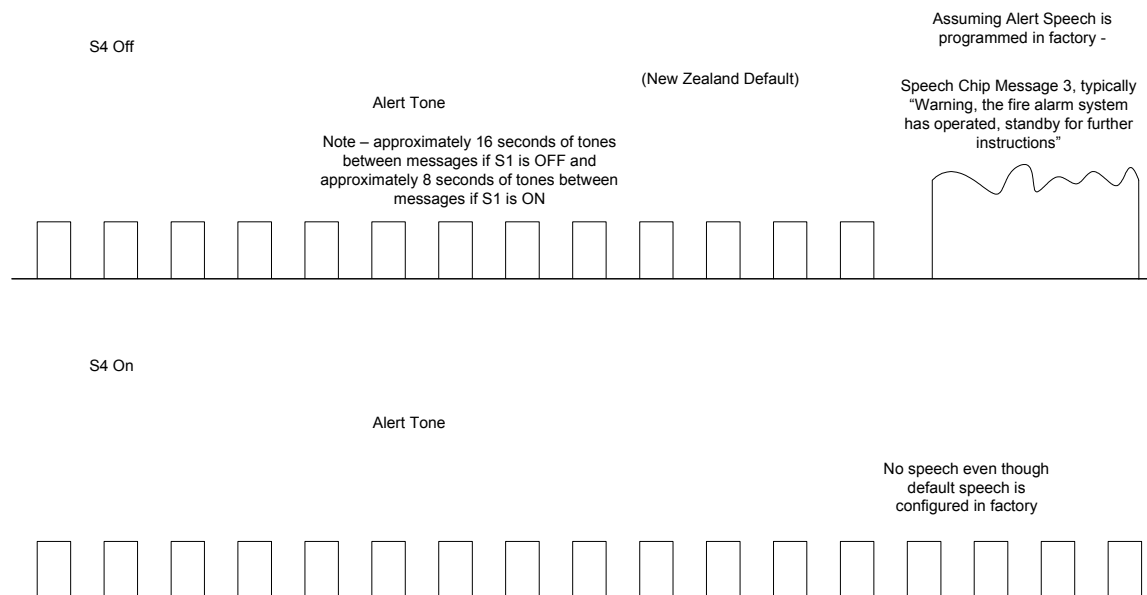 S4 Off
Alert Tone
Note – approximately 16 seconds of tones
between messages if S1 is OFF and
approximately 8 seconds of tones between
messages if S1 is ON
(New Zealand Default)
Assuming Alert Speech is
programmed in factory -
Speech Chip Message 3, typically
“Warning, the fire alarm system
has operated, standby for further
instructions”
S4 On
Alert Tone
No speech even though
default speech is
configured in factory